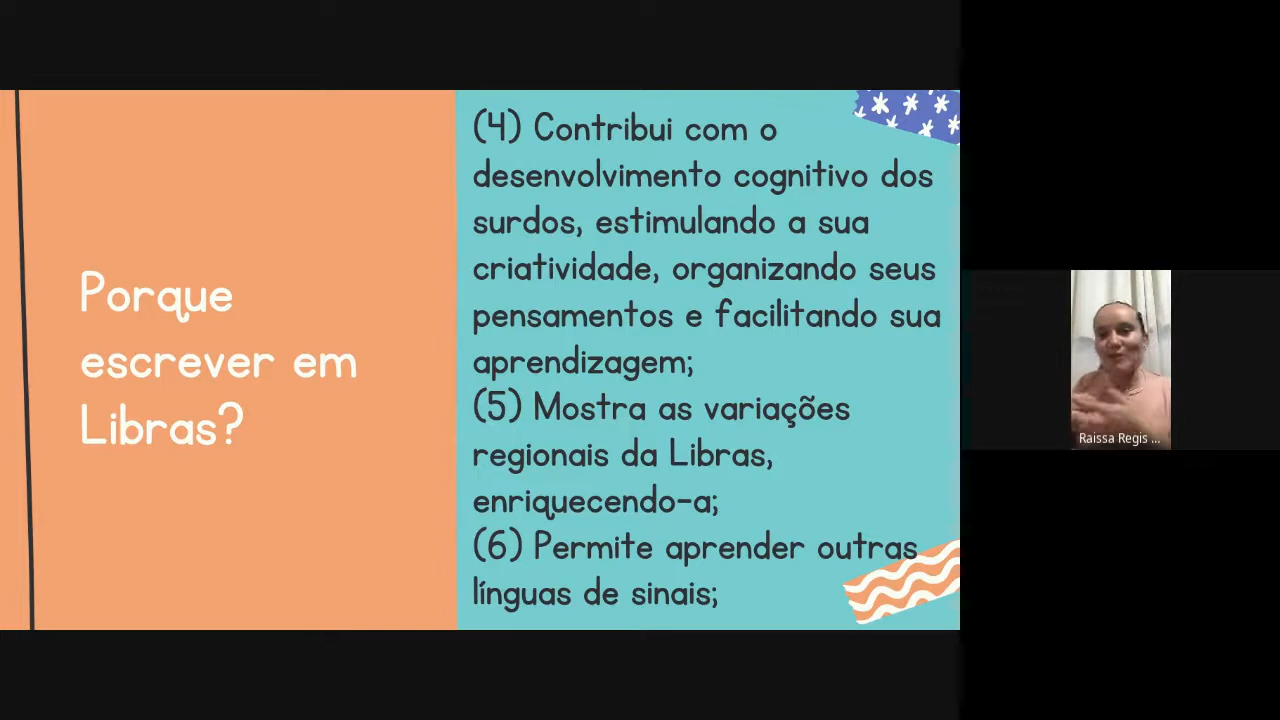 Porque
escrever em
Libras?
(4) Contribui com o
desenvolvimento cognitivo dos
surdos, estimulando a sua
criatividade, organizando seus
pensamentos e facilitando sua
aprendizagem;
(5) Mostra as variações
regionais da Libras,
enriquecendo-a;
(6) Permite aprender outras
línguas de sinais;
Raissa Regis ...